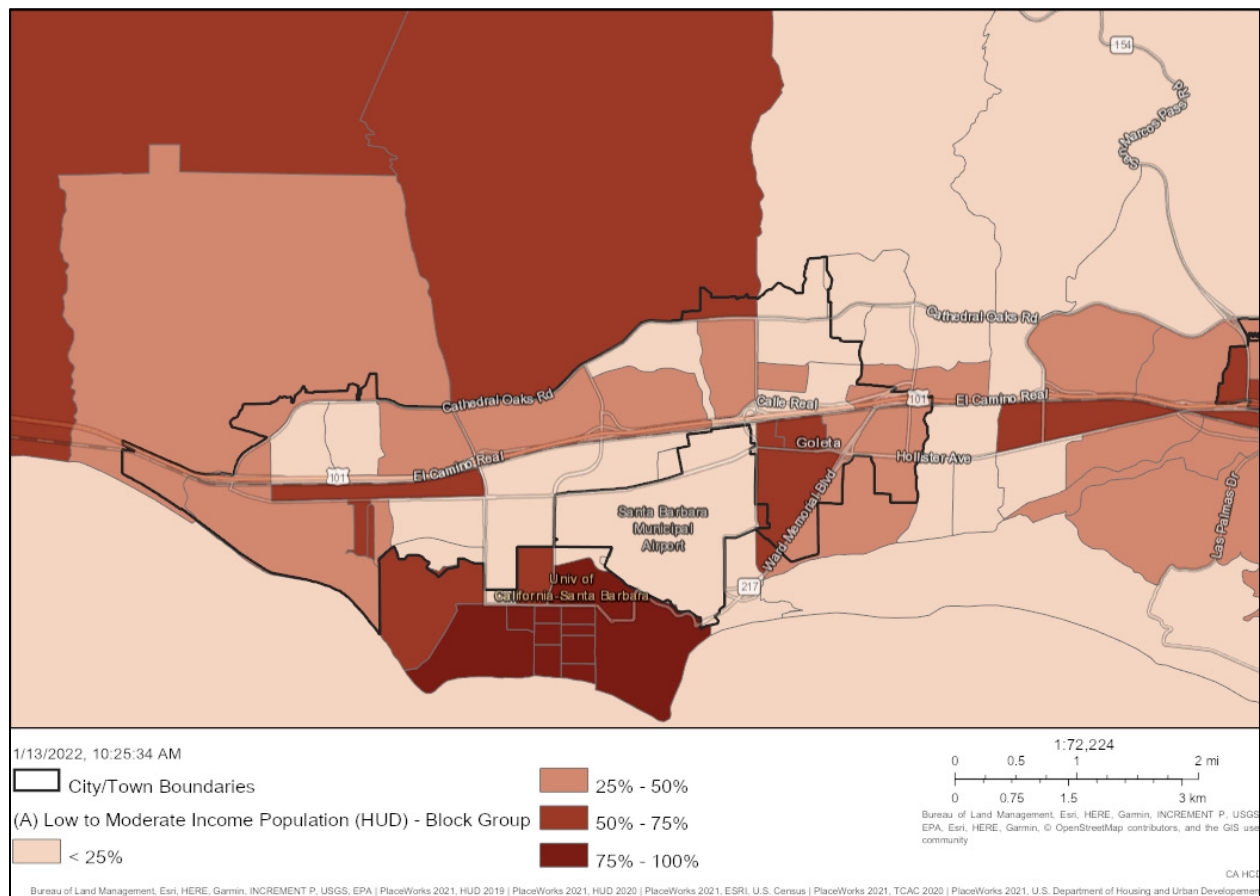 154
San Marcos Pass Rd
Cathedral Oaks Rd
Cathedral Oaks Rd
Calle Real
101
El Camino Real
Goleta
Hollister Ave
El Camino Real
101
Las Palmas Dr
Santa Barbara
Municipal
Airport
Ward Memorial Blvd
Univ of
California-Santa Barbara
217
1/13/2022, 10:25:34 AM
City/Town Boundaries
(A) Low to Moderate Income Population (HUD) - Block Group
< 25%
25% - 50%
50% - 75%
75% - 100%
1:72,224
0 0.5 1 2 mi
0 0.75 1.5 3 km
Bureau of Land Management, Esri, HERE, Garmin, INCREMENT P, USGS,
EPA, Esri, HERE, Garmin, © OpenStreetMap contributors, and the GIS user
community
CA HCD
Bureau of Land Management, Esri, HERE, Garmin, INCREMENT P, USGS, EPA | PlaceWorks 2021, HUD 2019 | PlaceWorks 2021, HUD 2020 | PlaceWorks 2021, ESRI, U.S. Census | PlaceWorks 2021, TCAC 2020 | PlaceWorks 2021, U.S. Department of Housing and Urban Development